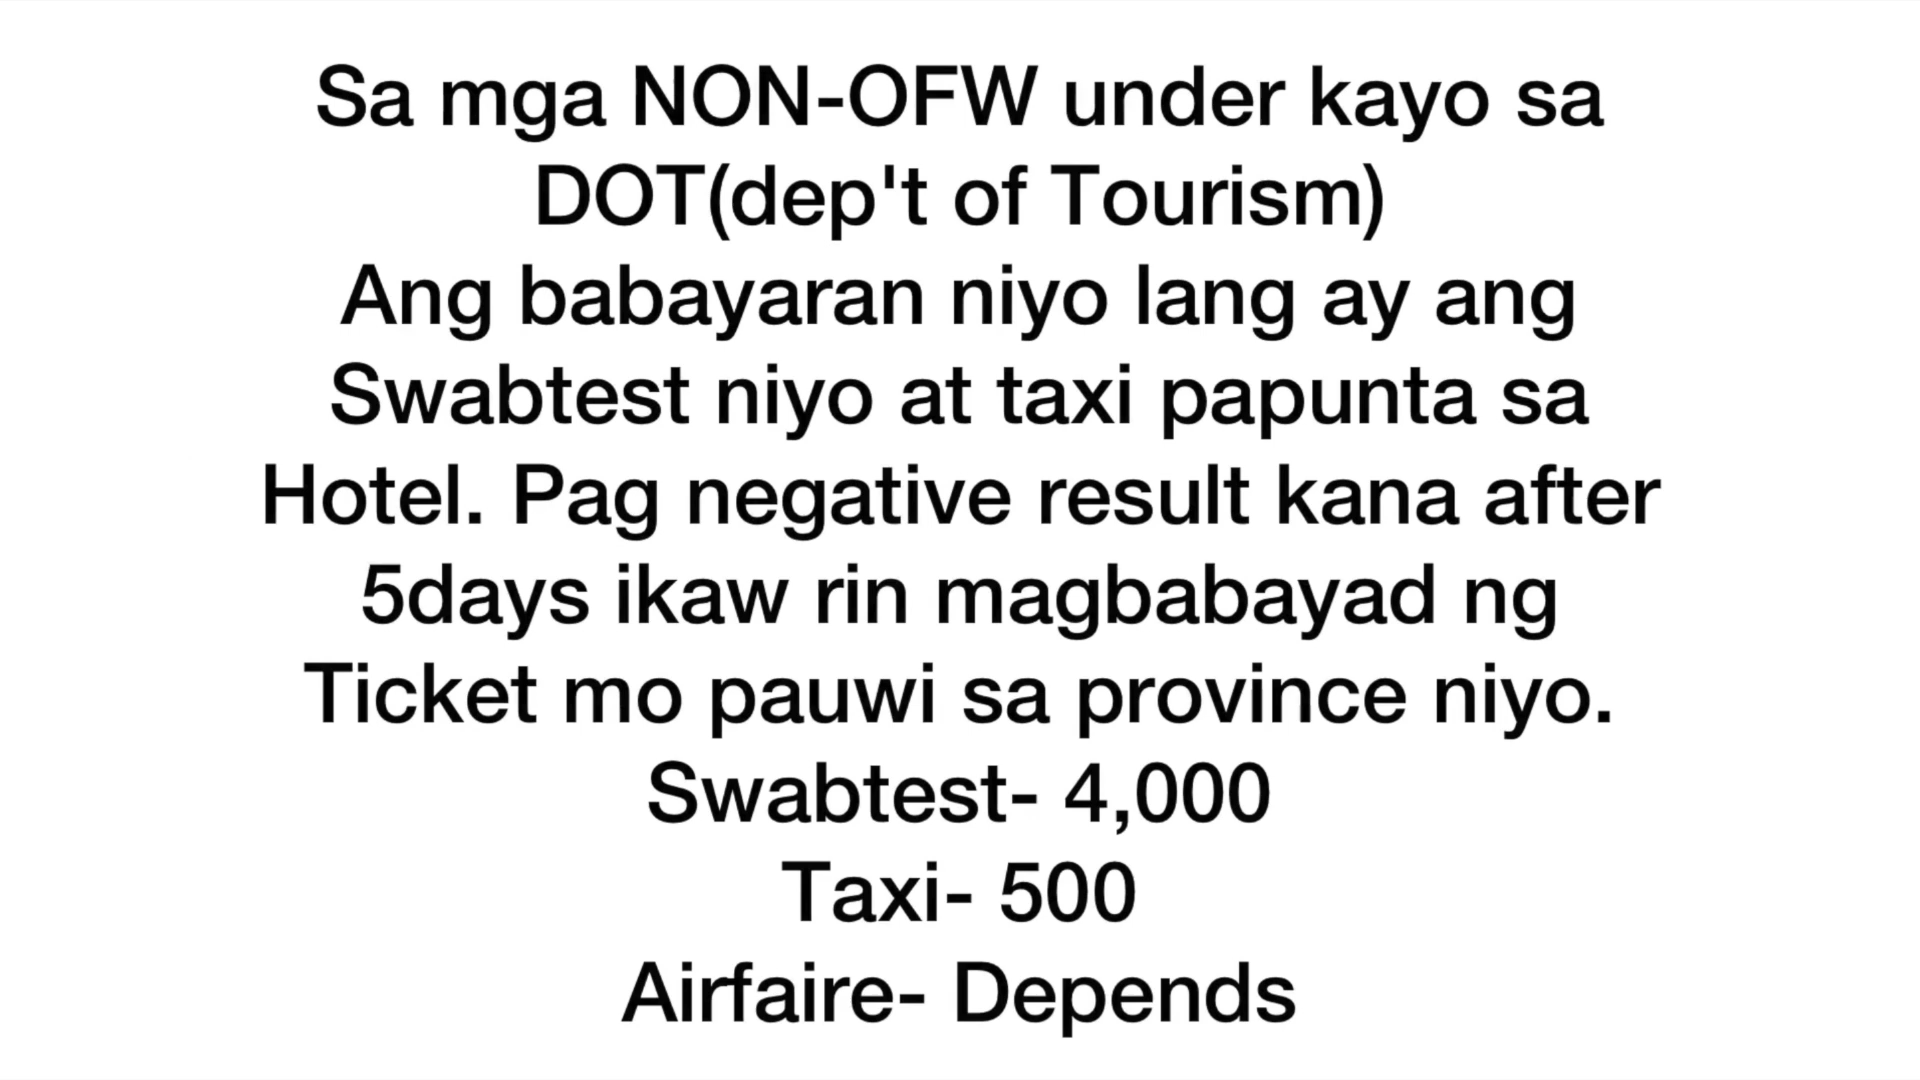 Sa mga NON-OFW under kayo sa
DOT(dep't of Tourism)
Ang babayaran niyo lang ay ang
Swabtest niyo at taxi papunta sa
Hotel. Pag negative result kana after
5days ikaw rin magbabayad ng
Ticket mo pauwi sa province niyo.
Swabtest- 4,000
Taxi- 500
Airfaire- Depends